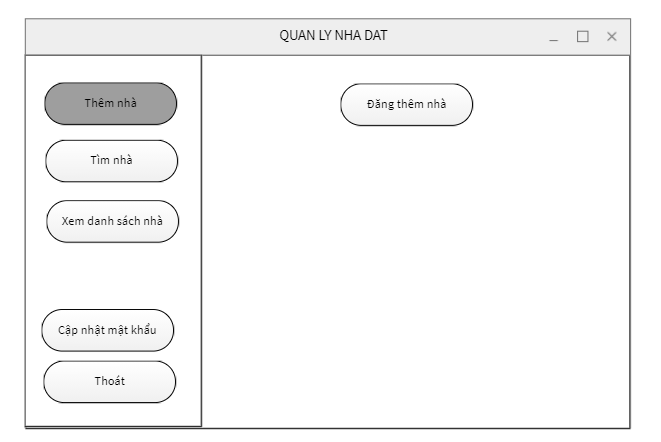 QUAN LY NHA DAT
Thêm nhà
Đăng thêm nhà
Tìm nhà
Xem danh sách nhà
Cập nhật mật khẩu
Thoát